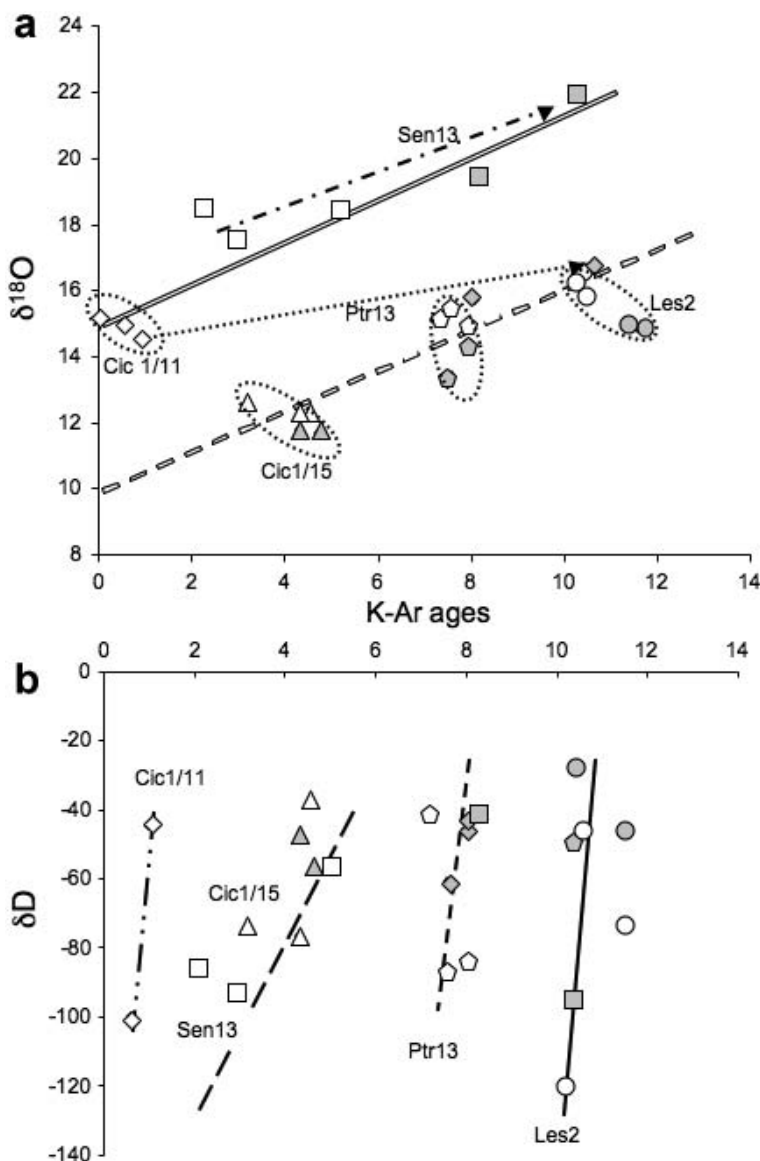 a
24
22
20
18
16
14
12
10
8
δ18O
Sen13
Ptr13
Les2
Cic 1/11
Cic1/15
0 2 4 6 8 10 12 14
K-Ar ages
b
2 4 6 8 10 12 14
0
-20
-40
-60
-80
-100
-120
-140
δD
Cic1/11
Cic1/15
Sen13
Ptr13
Les2